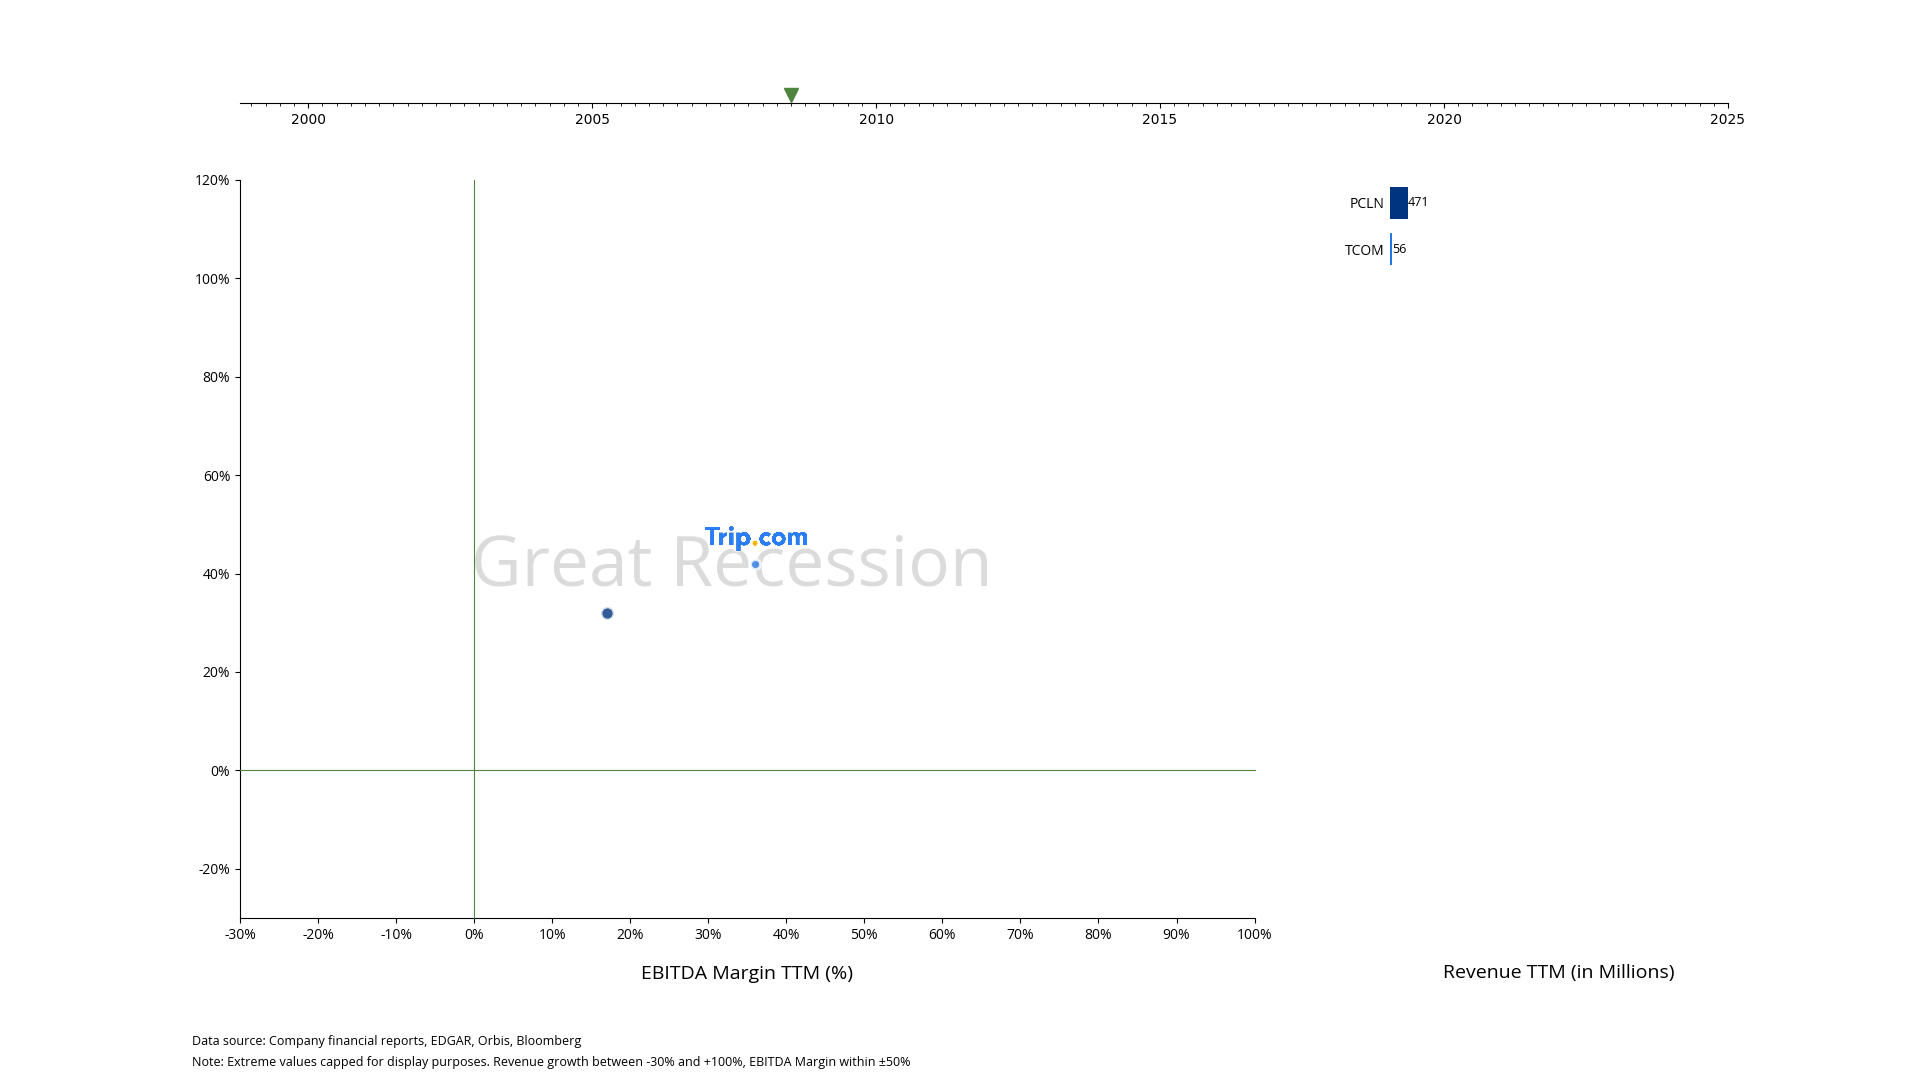 2000 2005 2010 2015 2020 2025
120%
100%
80%
60%
40%
20%
0%
-20%
PCLN 471
TCOM 56
Trip.com
Great Recession
-30% -20% -10% 0% 10% 20% 30% 40% 50% 60% 70% 80% 90% 100%
EBITDA Margin TTM (%)
Revenue TTM (in Millions)
Data source: Company financial reports, EDGAR, Orbis, Bloomberg
Note: Extreme values capped for display purposes. Revenue growth between -30% and +100%, EBITDA Margin within ±50%